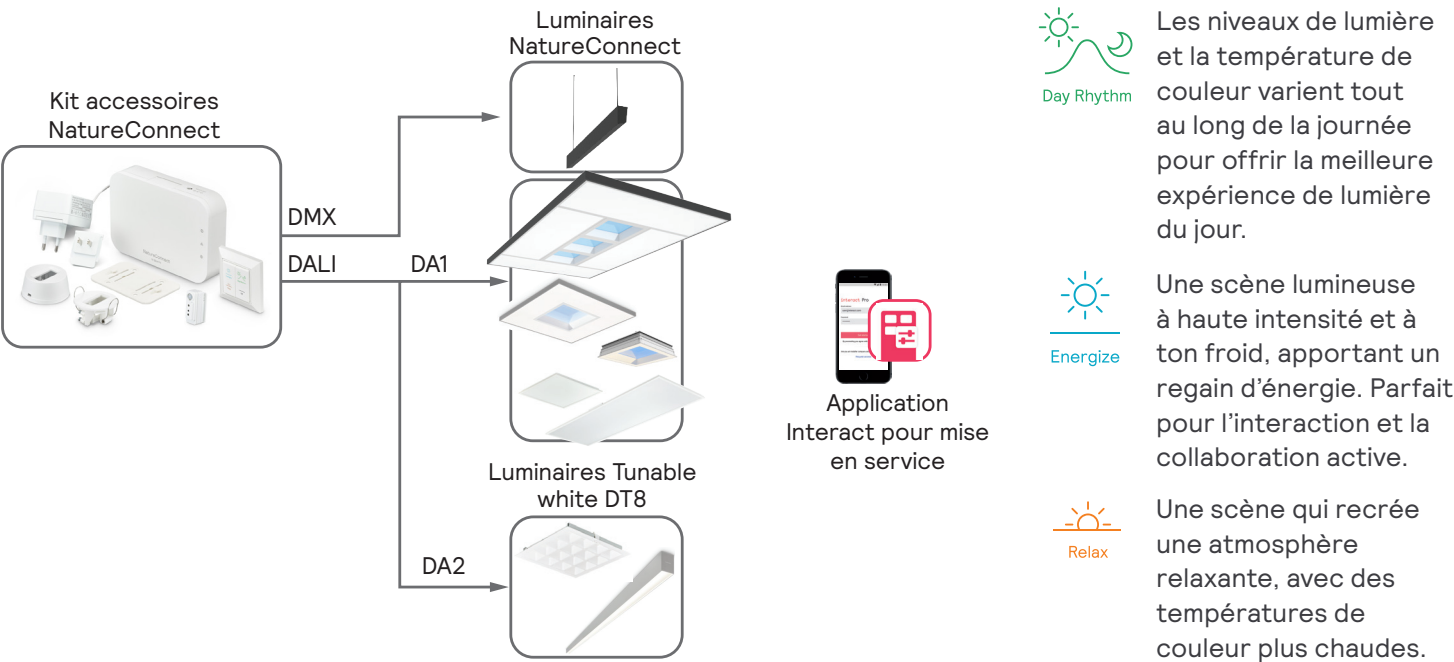 Luminaires
NatureConnect
Kit accessoires
NatureConnect
DMX
DALI
DA1
Luminaires Tunable
white DT8
DA2
Interact Pro
Application
Interact pour mise
en service
Day Rhythm
Les niveaux de lumière
et la température de
couleur varient tout
au long de la journée
pour offrir la meilleure
expérience de lumière
du jour.
Energize
Une scène lumineuse
à haute intensité et à
ton froid, apportant un
regain d’énergie. Parfait
pour l’interaction et la
collaboration active.
Relax
Une scène qui recrée
une atmosphère
relaxante, avec des
températures de
couleur plus chaudes.